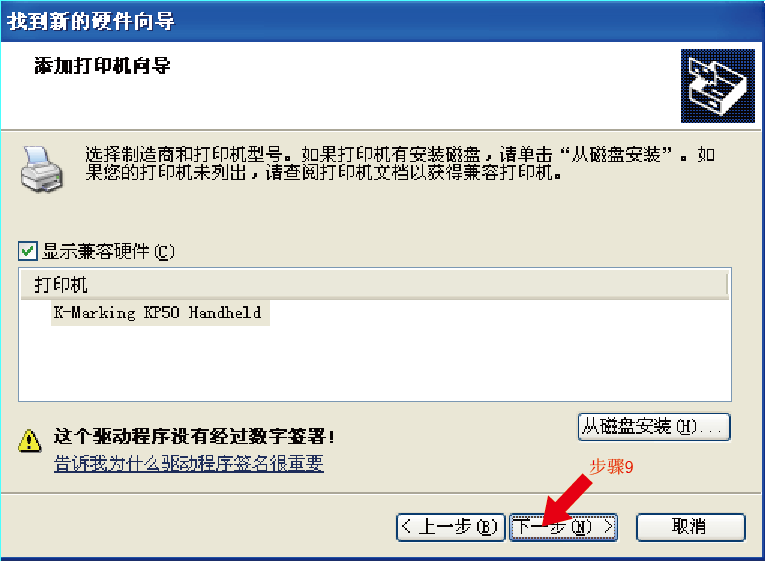 找到新的硬件向导
添加打印机向导
选择制造商和打印机型号。如果打印机有安装磁盘，请单击“从磁盘安装”。如
果您的打印机未列出，请查阅打印机文档以获得兼容打印机。
显示兼容硬件(C)
打印机
K-Marking KP50 Handheld
这个驱动程序没有经过数字签署!
从磁盘安装(H)...
告诉我为什么驱动程序签名很重要
步骤9
< 上一步(B) 下一步(N) > 取消